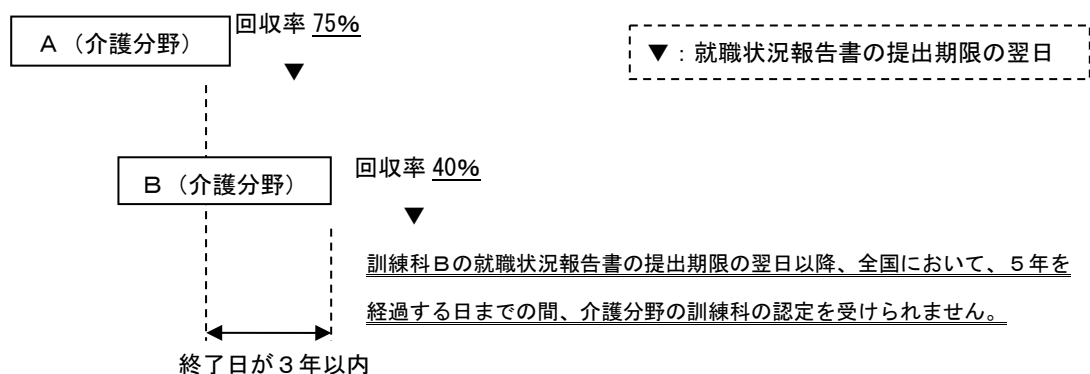 回収率 75%
A(介護分野)
▼
▼:就職状況報告書の提出期限の翌日
回収率 40%
B(介護分野)
▼
訓練科Bの就職状況報告書の提出期限の翌日以降、全国において、5年を
経過する日までの間、介護分野の訓練科の認定を受けられません。
終了日が3年以内